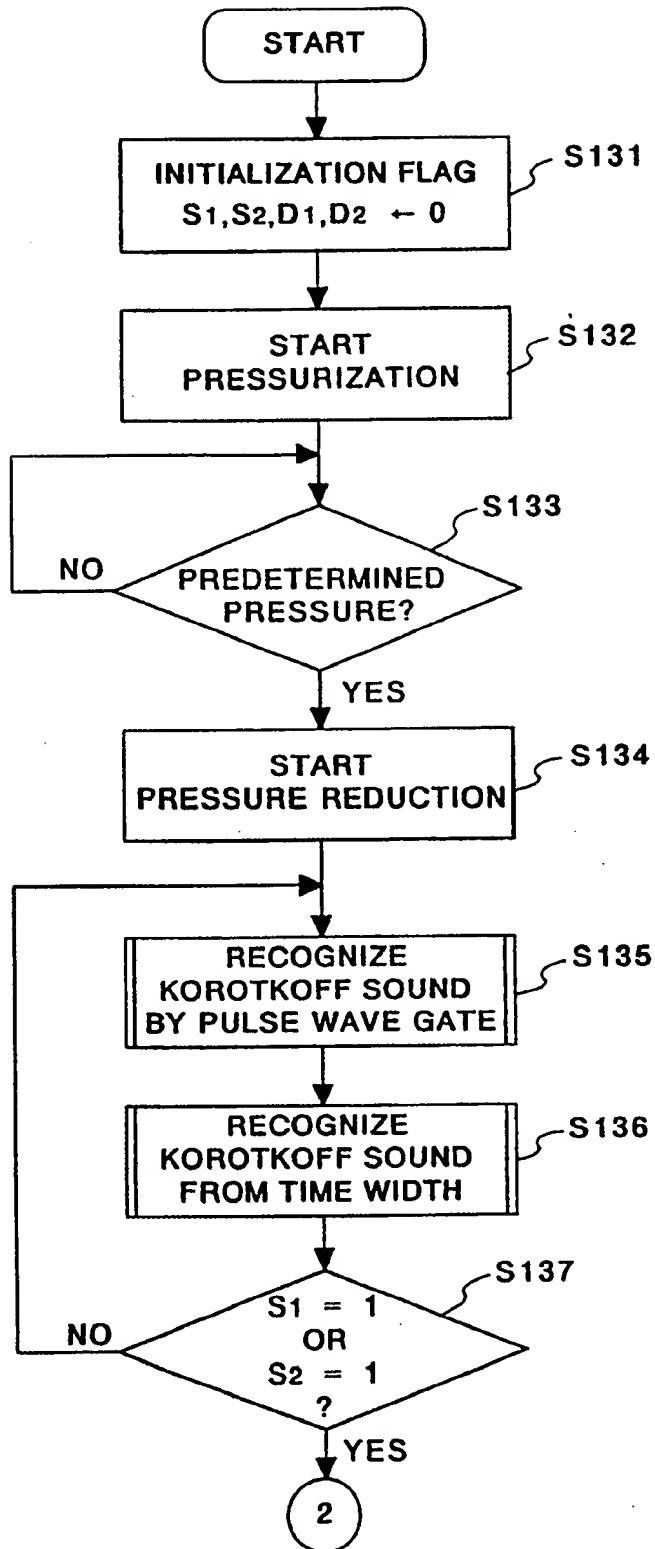 START
INITIALIZATION FLAG
S1,S2,D1,D2 ← 0
S131
START
PRESSURIZATION
S132
S133
NO
PREDETERMINED
PRESSURE?
YES
START
PRESSURE REDUCTION
S134
RECOGNIZE
KOROTKOFF SOUND
BY PULSE WAVE GATE
S135
RECOGNIZE
KOROTKOFF SOUND
FROM TIME WIDTH
S136
S137
NO
S1 = 1
OR
S2 = 1
?
YES
2